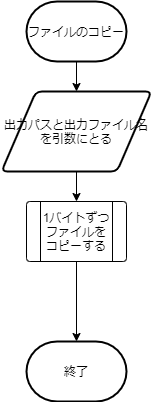 ファイルのコピー
出力パスと出力ファイル名
を引数にとる
1バイトずつ
ファイルを
コピーする
終了